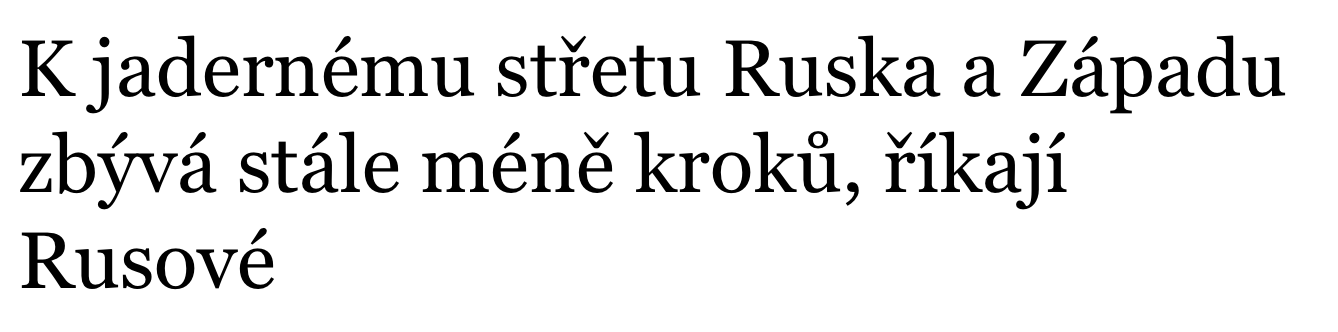 K jadernému střetu Ruska a Západu
zbývá stále méně kroků, říkají
Rusové